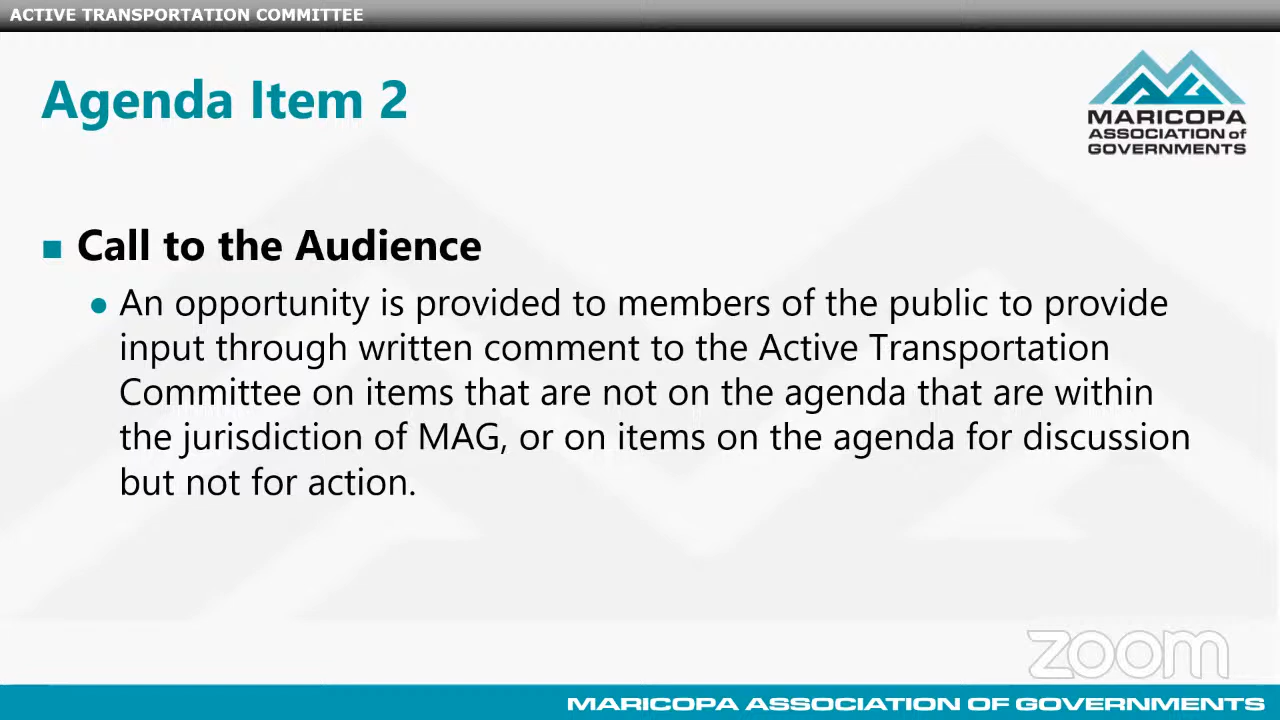 ACTIVE TRANSPORTATION COMMITTEE
Agenda Item 2
MARICOPA
ASSOCIATION of
GOVERNMENTS
Call to the Audience
An opportunity is provided to members of the public to provide
input through written comment to the Active Transportation
Committee on items that are not on the agenda that are within
the jurisdiction of MAG, or on items on the agenda for discussion
but not for action.
zoom
MARICOPA ASSOCIATION OF GOVERNMENTS